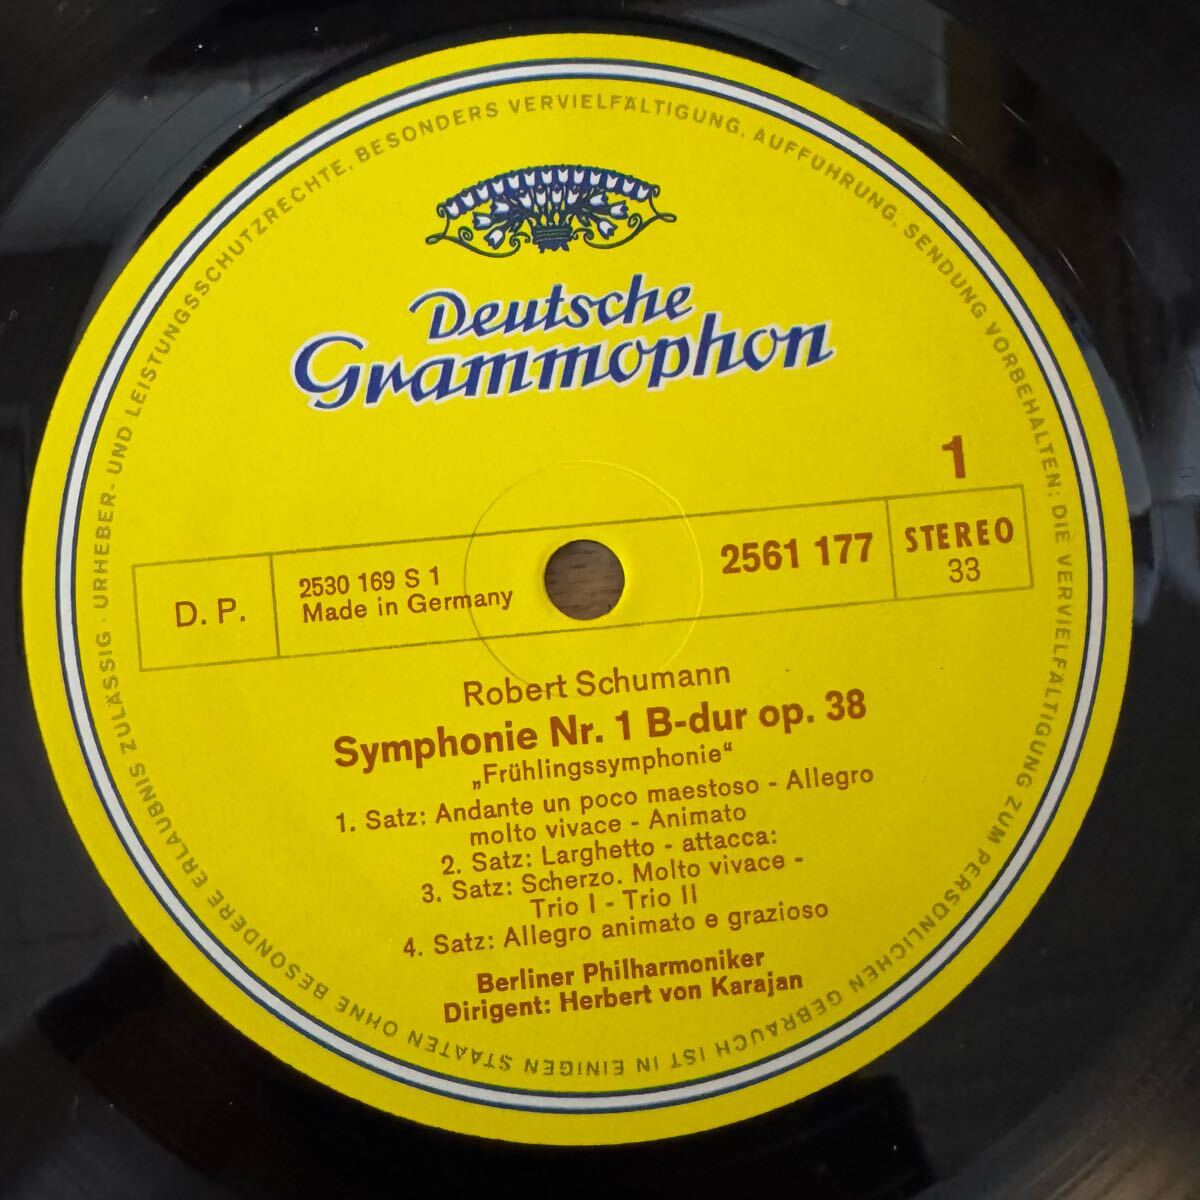 URHEBER- UND LEISTUNGSSCHUTZRECHTE, BESONDERS VERVIELFÄLTIGUNG, AUFFÜHRUNG, SENDUNG VORBEHALTEN; DIE VERVIELFÄLTIGUNG ZUM PERSÖNLICHEN GEBRAUCH IST IN EINIGEN STAATEN OHNE BESONDERE ERLAUBNIS ZULÄSSIG ·
Deutsche
Grammophon
1
D. P.
2530 169 S 1
Made in Germany
2561 177
STEREO
33
Robert Schumann
Symphonie Nr. 1 B-dur op. 38
„Frühlingssymphonie“
1. Satz: Andante un poco maestoso - Allegro
molto vivace - Animato
2. Satz: Larghetto - attacca:
3. Satz: Scherzo. Molto vivace -
Trio I - Trio II
4. Satz: Allegro animato e grazioso
Berliner Philharmoniker
Dirigent: Herbert von Karajan